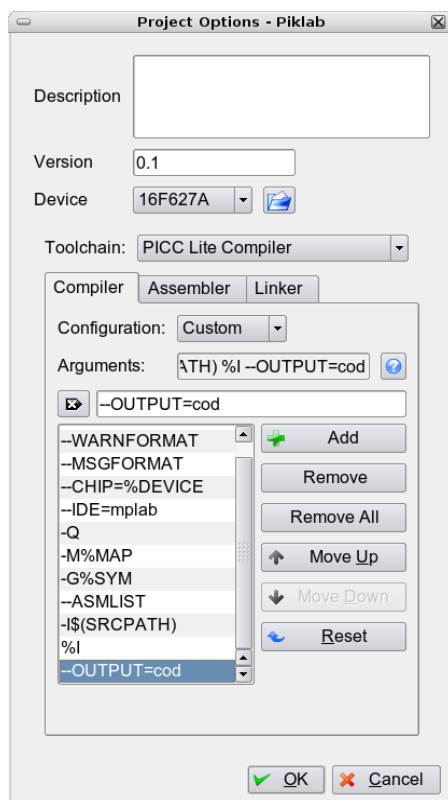 Project Options - Piklab
Description
Version 0.1
Device 16F627A
Toolchain: PICC Lite Compiler
Compiler Assembler Linker
Configuration: Custom
Arguments: ATH) %I --OUTPUT=cod
--OUTPUT=cod
--WARNFORMAT
--MSGFORMAT
--CHIP=%DEVICE
--IDE=mplab
-Q
-M%MAP
-G%SYM
--ASMLIST
-I$(SRCPATH)
%I
--OUTPUT=cod
Add
Remove
Remove All
Move Up
Move Down
Reset
OK Cancel